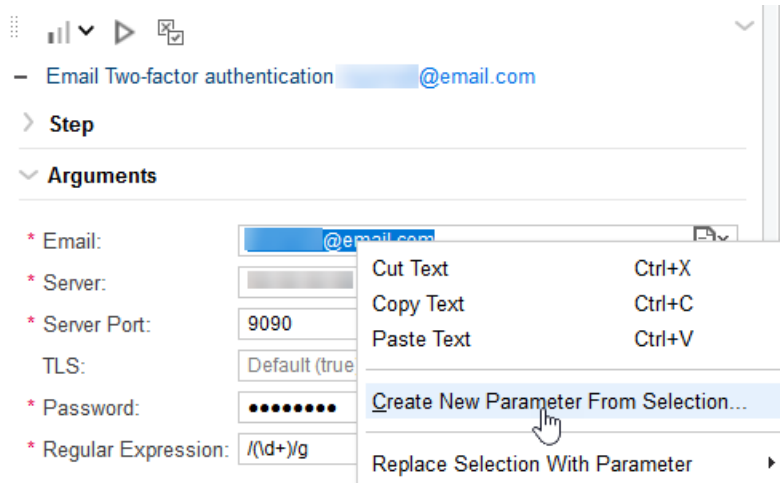 Email Two-factor authentication @email.com
Step
Arguments
* Email: @email.com
* Server:
* Server Port: 9090
TLS: Default (true
* Password: ●●●●●●●●
* Regular Expression: /(\d+)/g
Cut Text Ctrl+X
Copy Text Ctrl+C
Paste Text Ctrl+V
Create New Parameter From Selection...
Replace Selection With Parameter